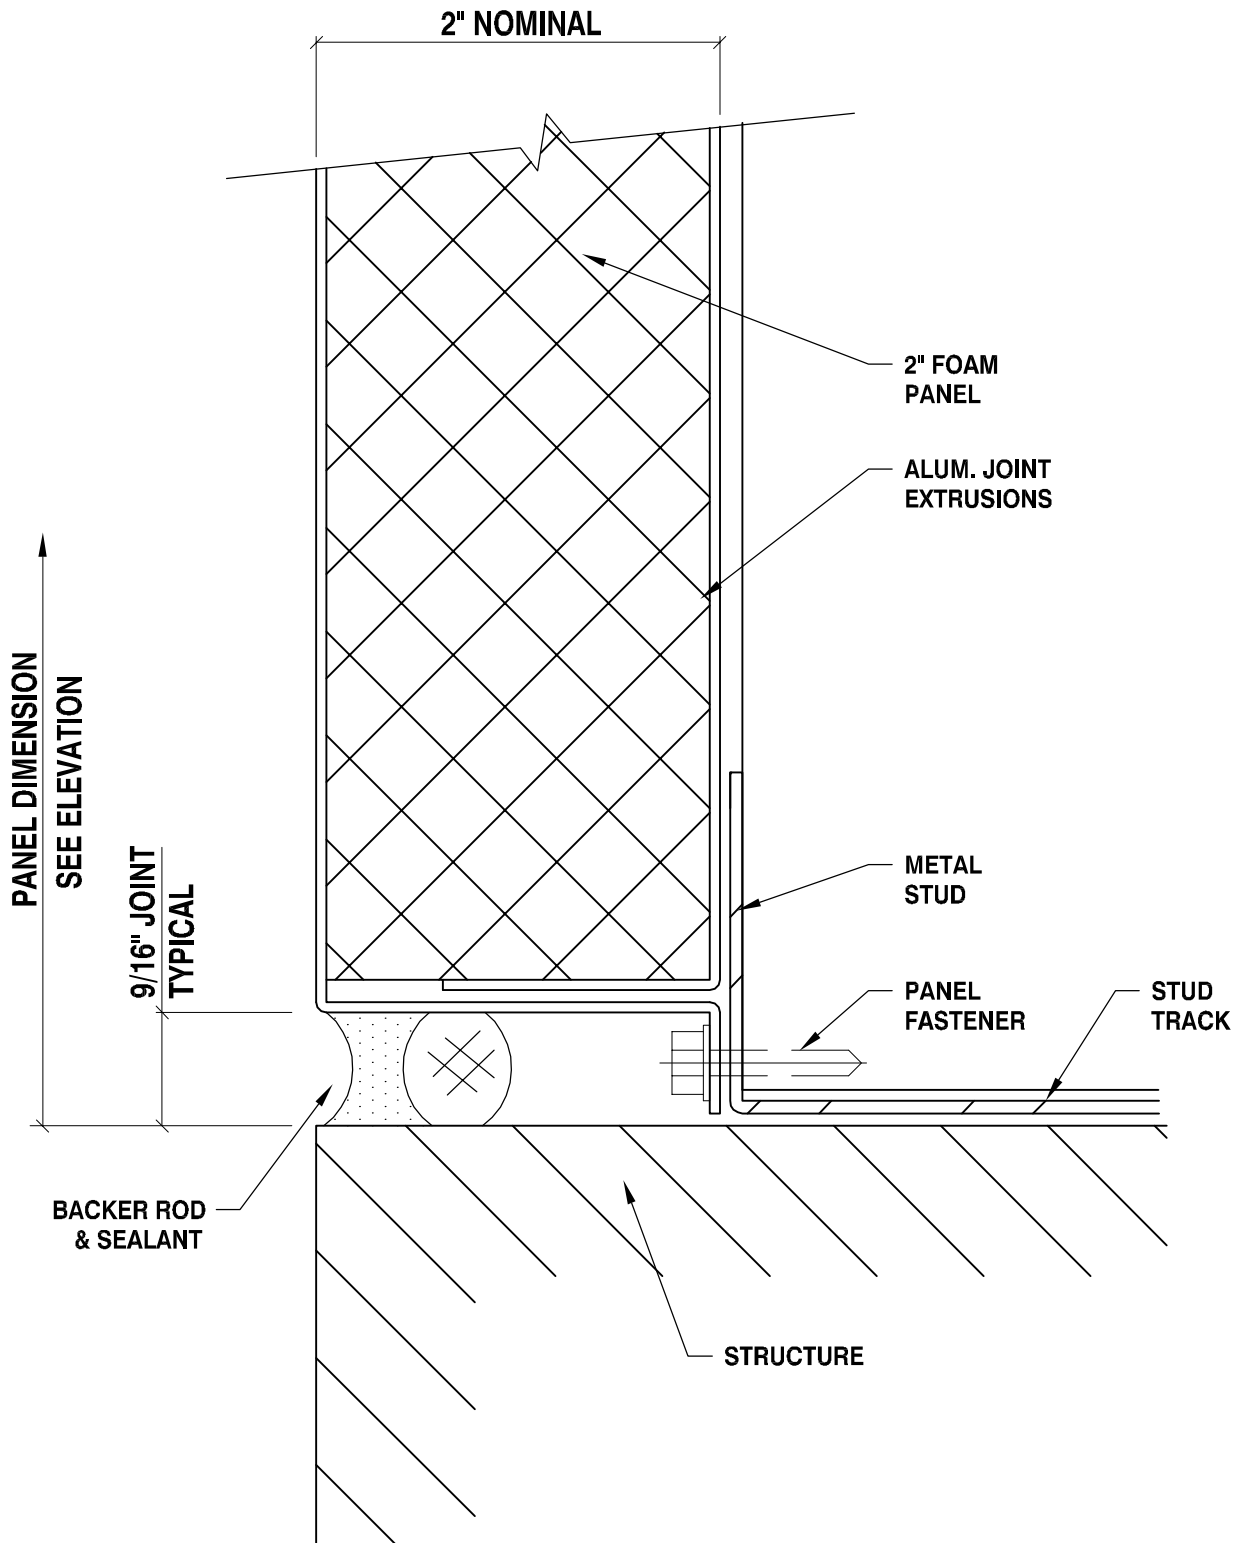 2" NOMINAL
2" FOAM
PANEL
ALUM. JOINT
EXTRUSIONS
PANEL DIMENSION
SEE ELEVATION
9/16" JOINT
TYPICAL
METAL
STUD
PANEL
FASTENER
STUD
TRACK
BACKER ROD
& SEALANT
STRUCTURE